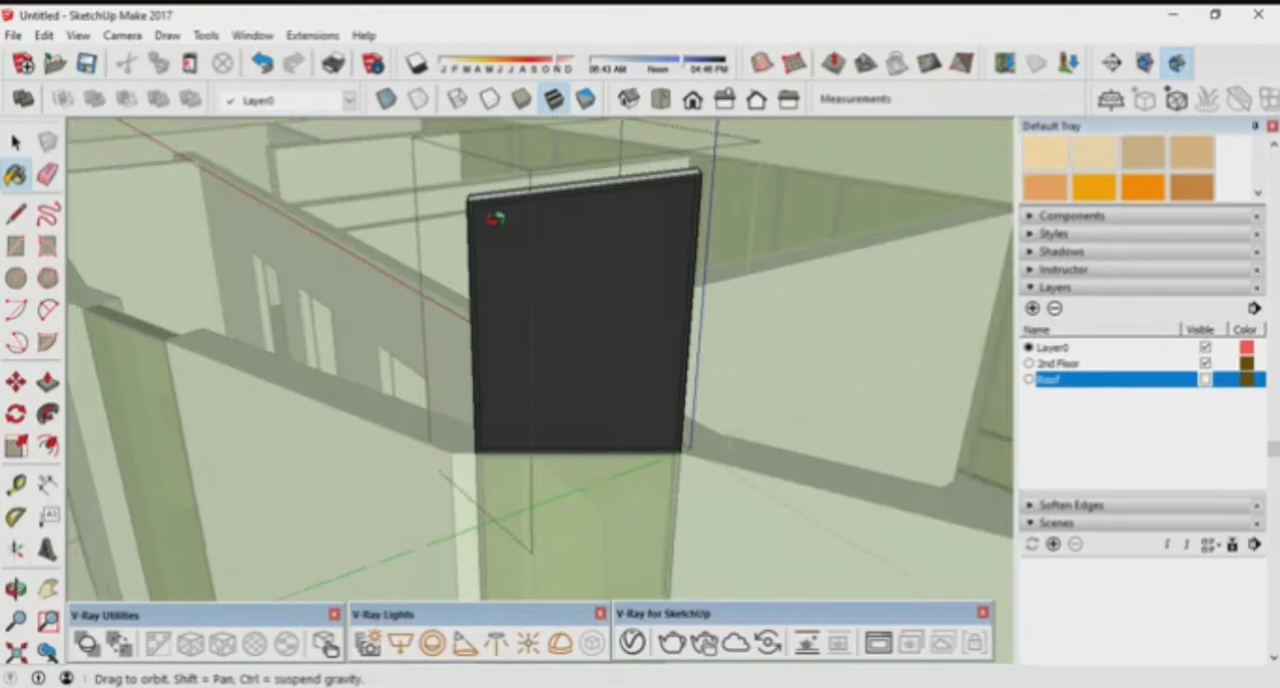 Untitled - SketchUp Make 2017
File Edit View Camera Draw Tools Window Extensions Help
J F M A M J J A S O N D 06:43 AM Noon 04:46 PM
Layer0 Measurements
Default Tray
Components
Styles
Shadows
Instructor
Layers
Name Visible Color
Layer0
2nd Floor
Roof
Soften Edges
Scenes
V-Ray Utilities V-Ray Lights V-Ray for SketchUp
Drag to orbit. Shift = Pan, Ctrl = suspend gravity.